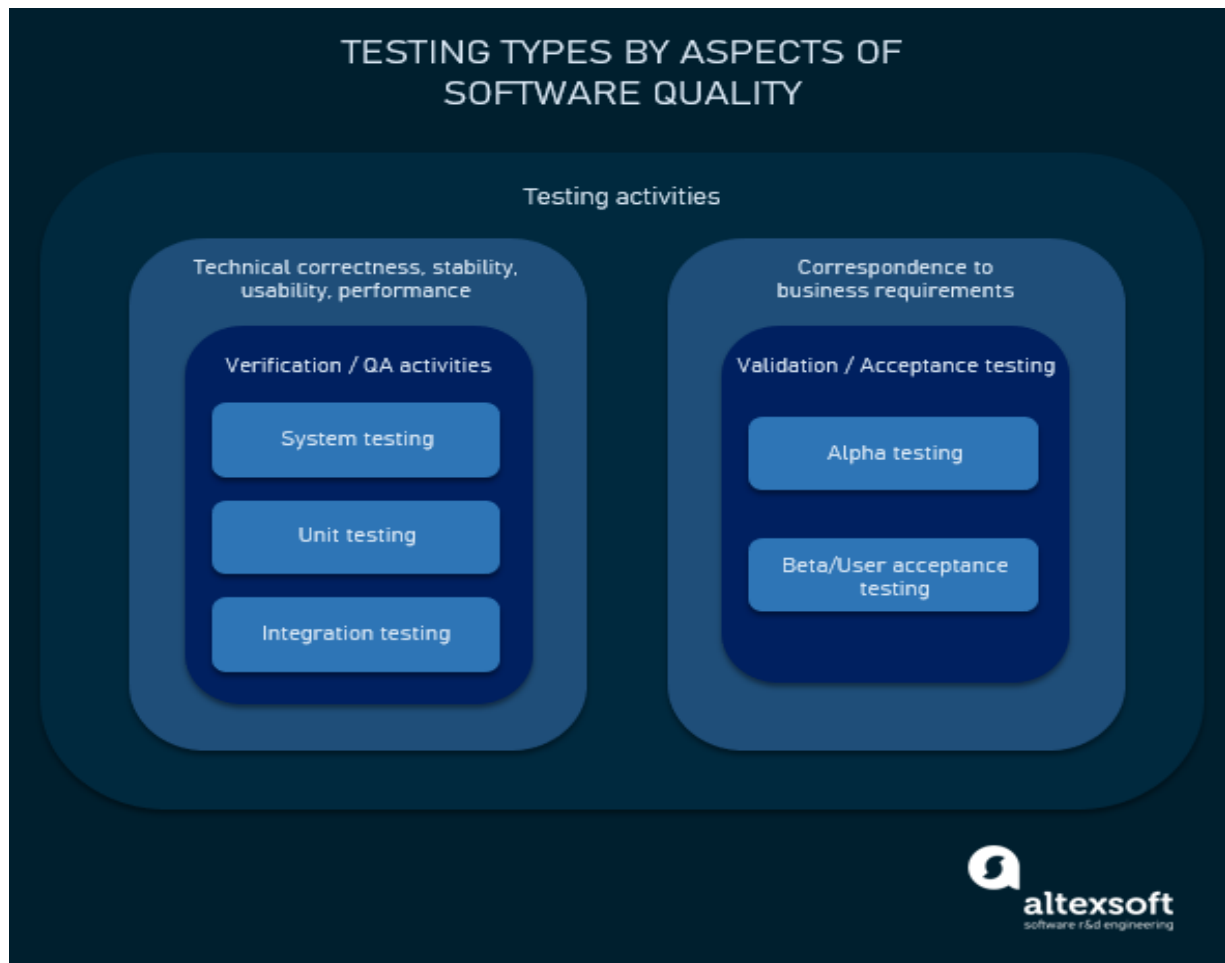 TESTING TYPES BY ASPECTS OF
SOFTWARE QUALITY
Testing activities
Technical correctness, stability,
usability, performance
Verification / QA activities
System testing
Unit testing
Integration testing
Correspondence to
business requirements
Validation / Acceptance testing
Alpha testing
Beta/User acceptance
testing
altexsoft
software r&d engineering